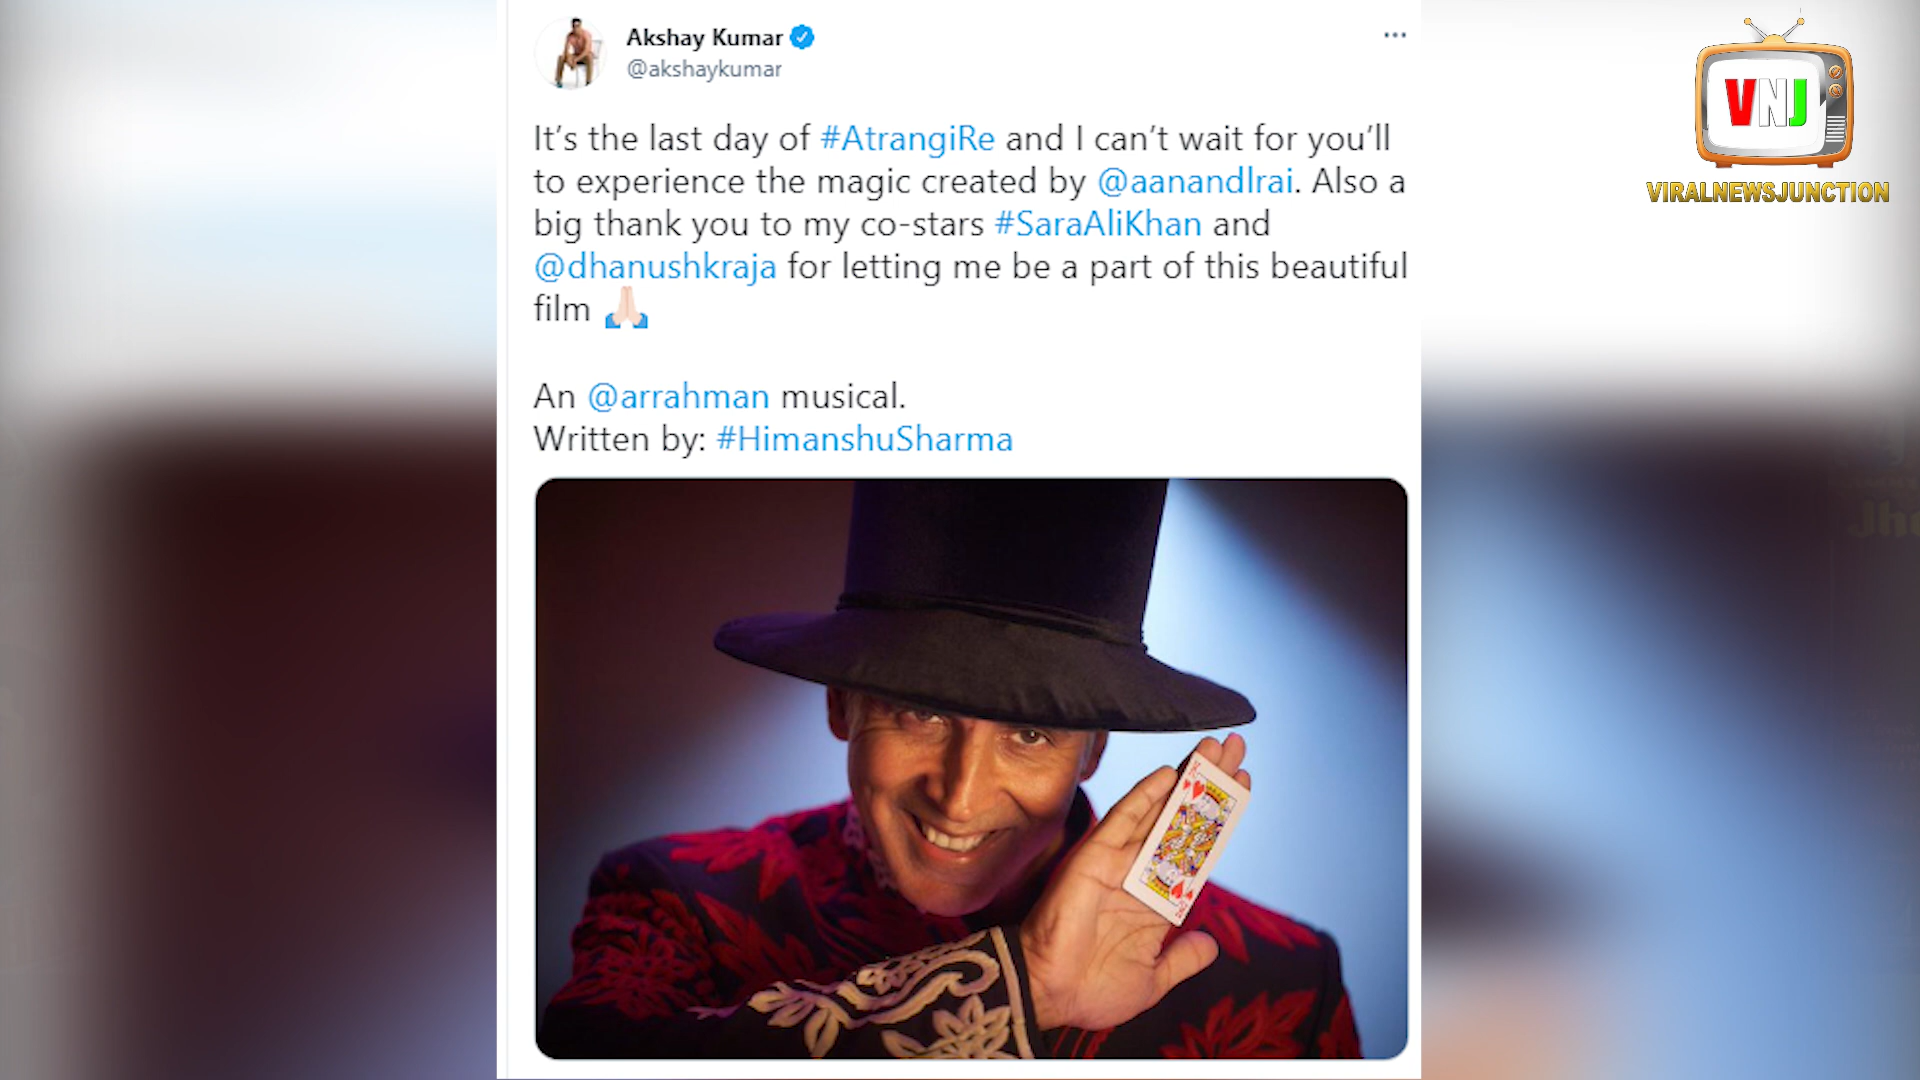 Akshay Kumar
@akshaykumar
It's the last day of #AtrangiRe and I can't wait for you'll
to experience the magic created by @aanandlrai. Also a
big thank you to my co-stars #SaraAliKhan and
@dhanushkraja for letting me be a part of this beautiful
film 🙏🏻
An @arrahman musical.
Written by: #HimanshuSharma
K
K
VNJ
VIRALNEWSJUNCTION